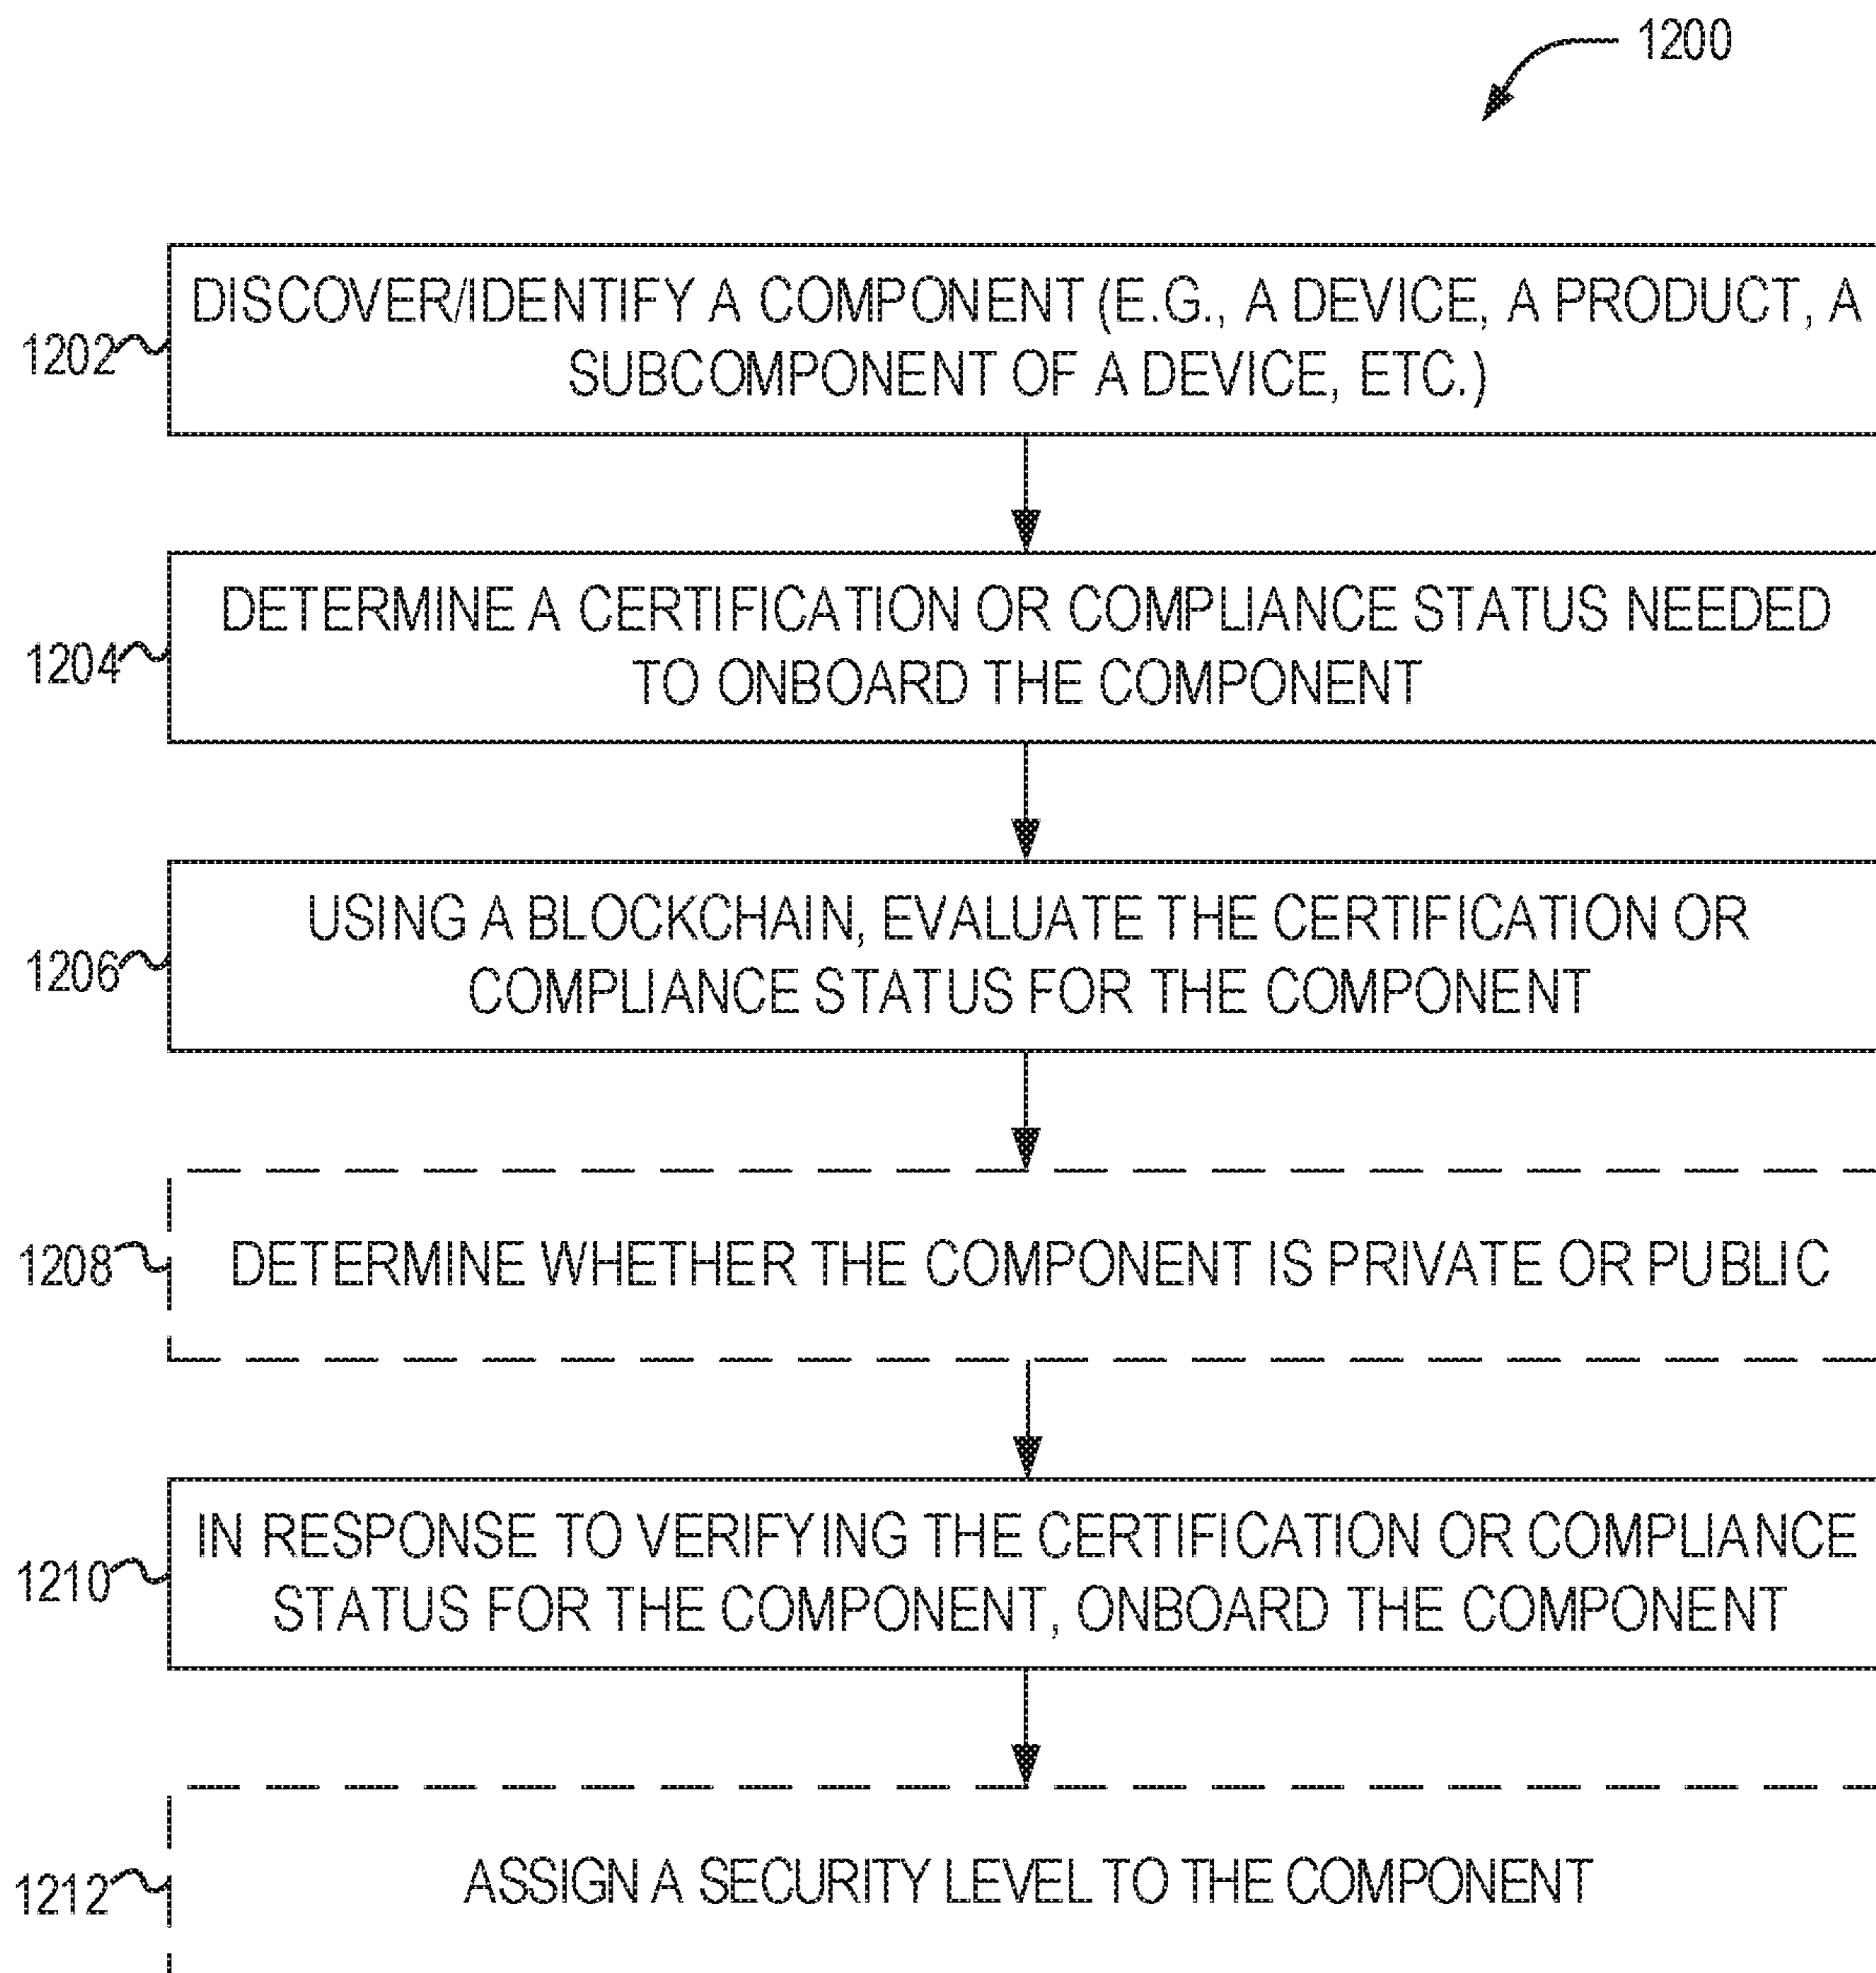 1200
DISCOVER/IDENTIFY A COMPONENT (E.G., A DEVICE, A PRODUCT, A
SUBCOMPONENT OF A DEVICE, ETC.)
1202
DETERMINE A CERTIFICATION OR COMPLIANCE STATUS NEEDED
TO ONBOARD THE COMPONENT
1204
USING A BLOCKCHAIN, EVALUATE THE CERTIFICATION OR
COMPLIANCE STATUS FOR THE COMPONENT
1206
DETERMINE WHETHER THE COMPONENT IS PRIVATE OR PUBLIC
1208
IN RESPONSE TO VERIFYING THE CERTIFICATION OR COMPLIANCE
STATUS FOR THE COMPONENT, ONBOARD THE COMPONENT
1210
ASSIGN A SECURITY LEVEL TO THE COMPONENT
1212